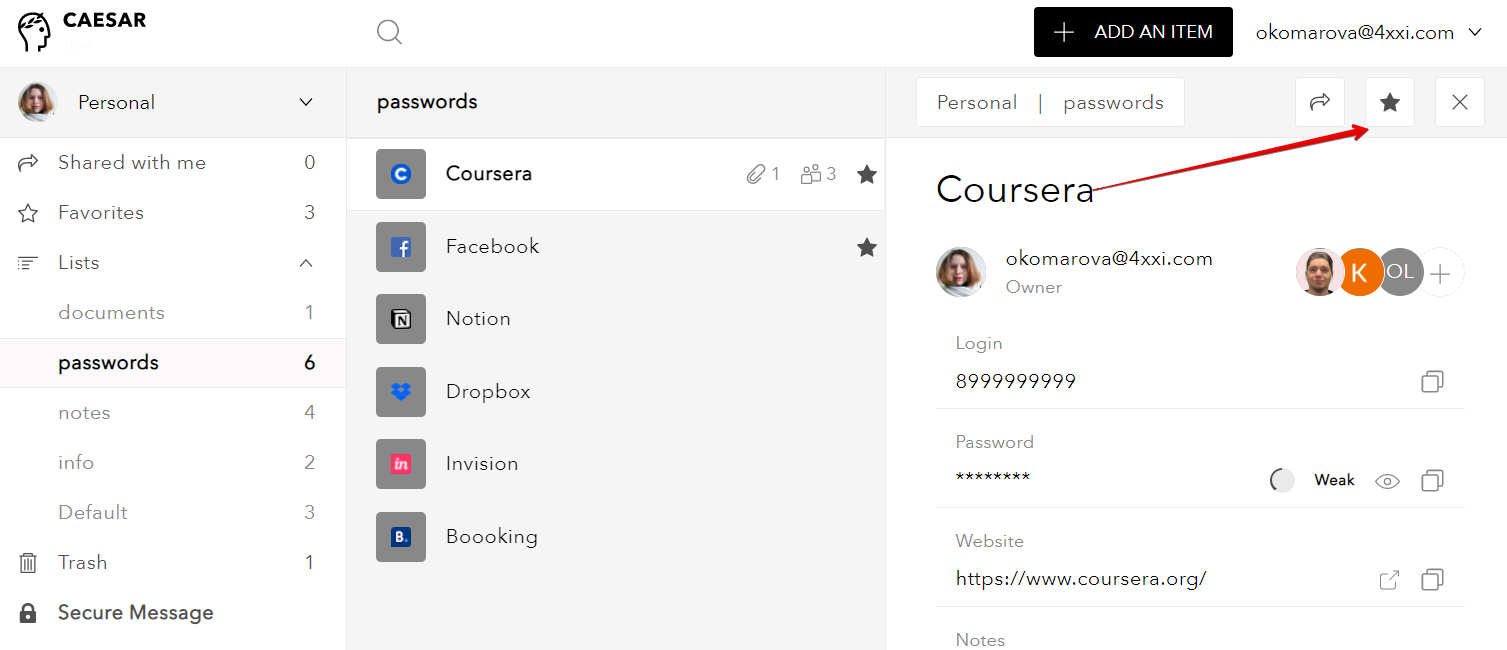 CAESAR
ADD AN ITEM
okomarova@4xxi.com
Personal
Shared with me 0
Favorites 3
Lists
documents 1
passwords 6
notes 4
info 2
Default 3
Trash 1
Secure Message
passwords
Coursera 1 3
Facebook
Notion
Dropbox
Invision
Boooking
Personal | passwords
Coursera
okomarova@4xxi.com
Owner
K
OL
Login
8999999999
Password
********
Weak
Website
https://www.coursera.org/
Notes